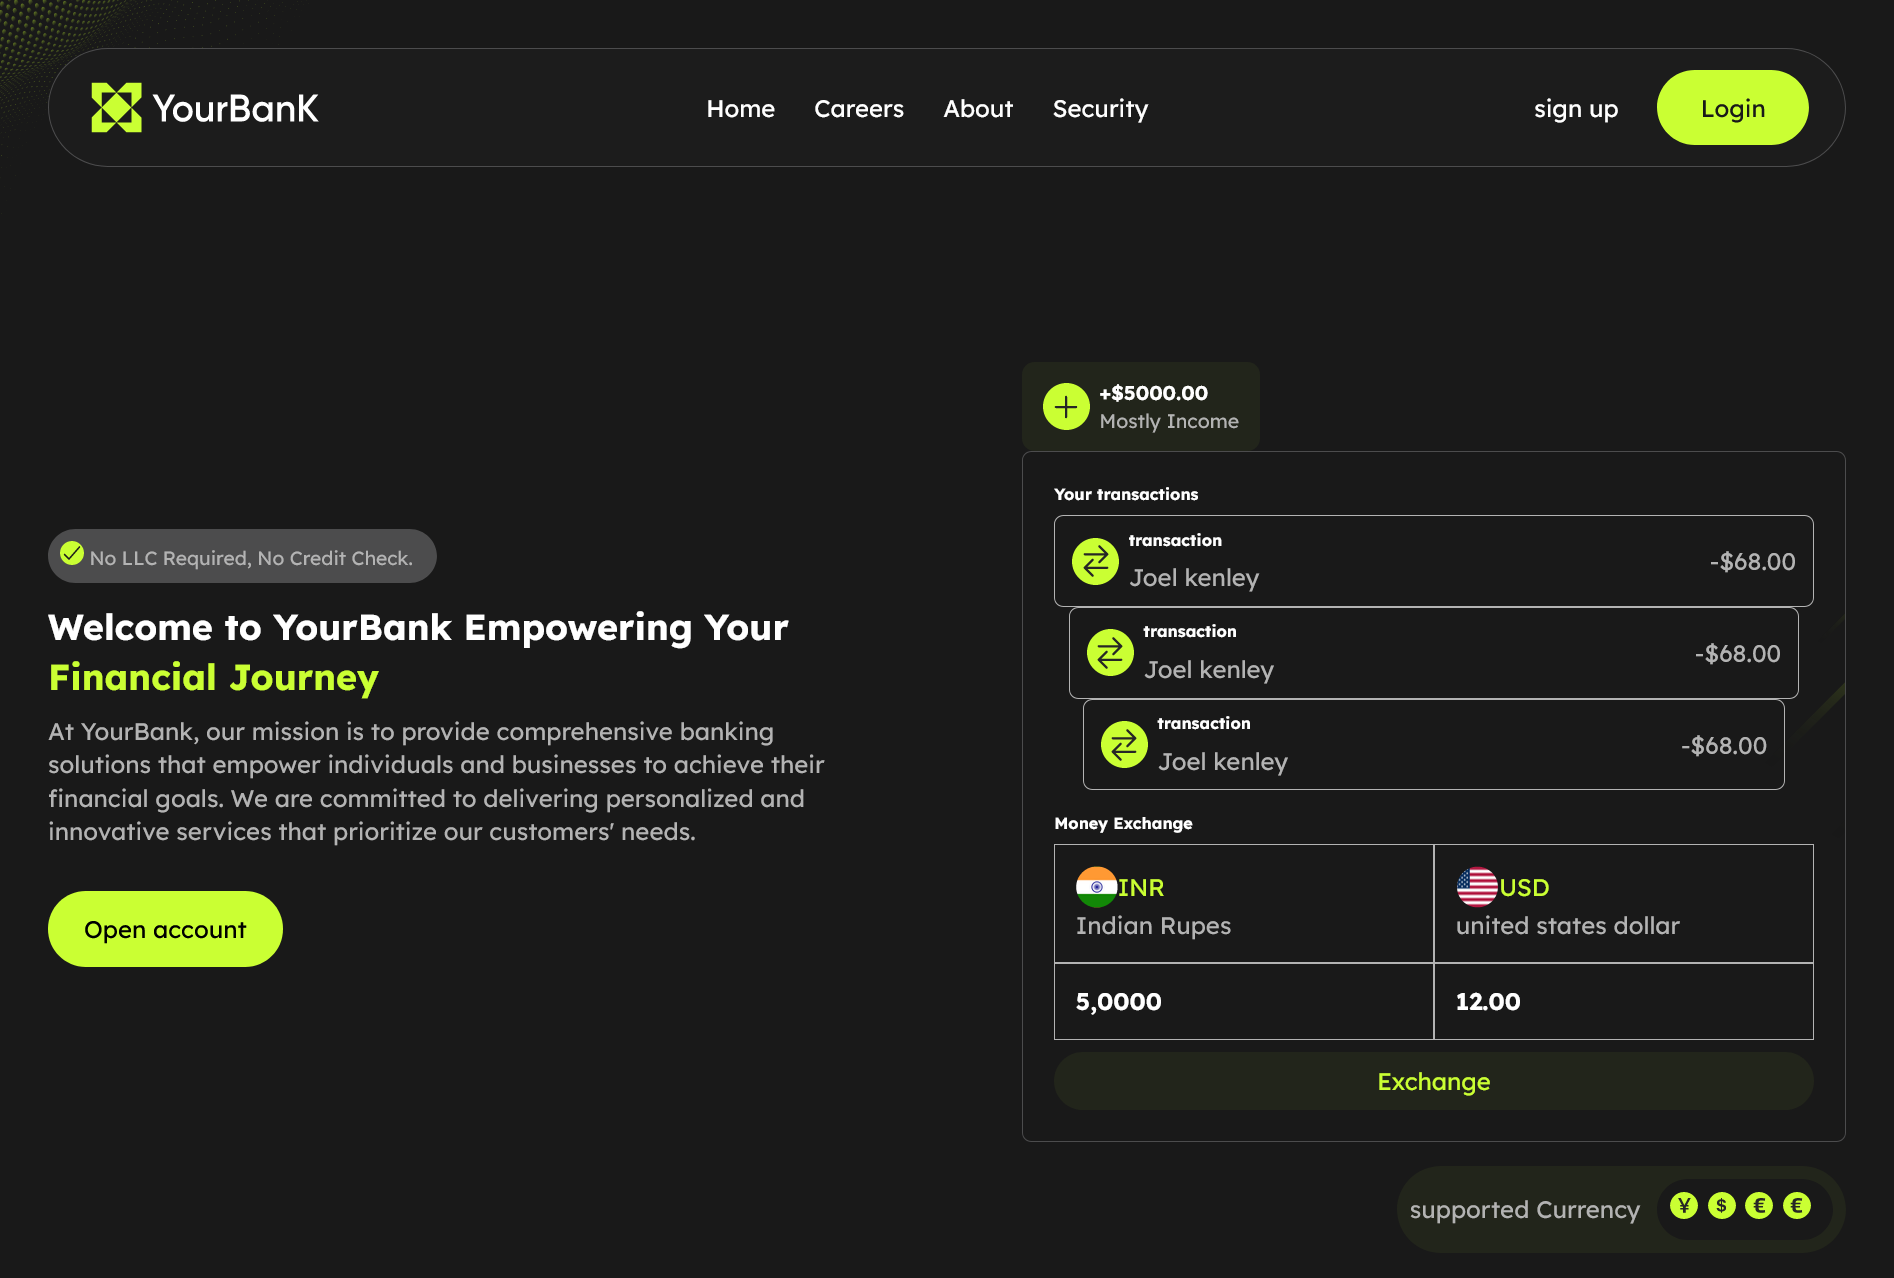 YourBanK
Home Careers About Security
sign up Login
No LLC Required, No Credit Check.
Welcome to YourBank Empowering Your
Financial Journey
At YourBank, our mission is to provide comprehensive banking
solutions that empower individuals and businesses to achieve their
financial goals. We are committed to delivering personalized and
innovative services that prioritize our customers' needs.
Open account
+$5000.00
Mostly Income
Your transactions
transaction
Joel kenley
-$68.00
transaction
Joel kenley
-$68.00
transaction
Joel kenley
-$68.00
Money Exchange
INR
Indian Rupes
USD
united states dollar
5,0000
12.00
Exchange
supported Currency ¥ $ € €